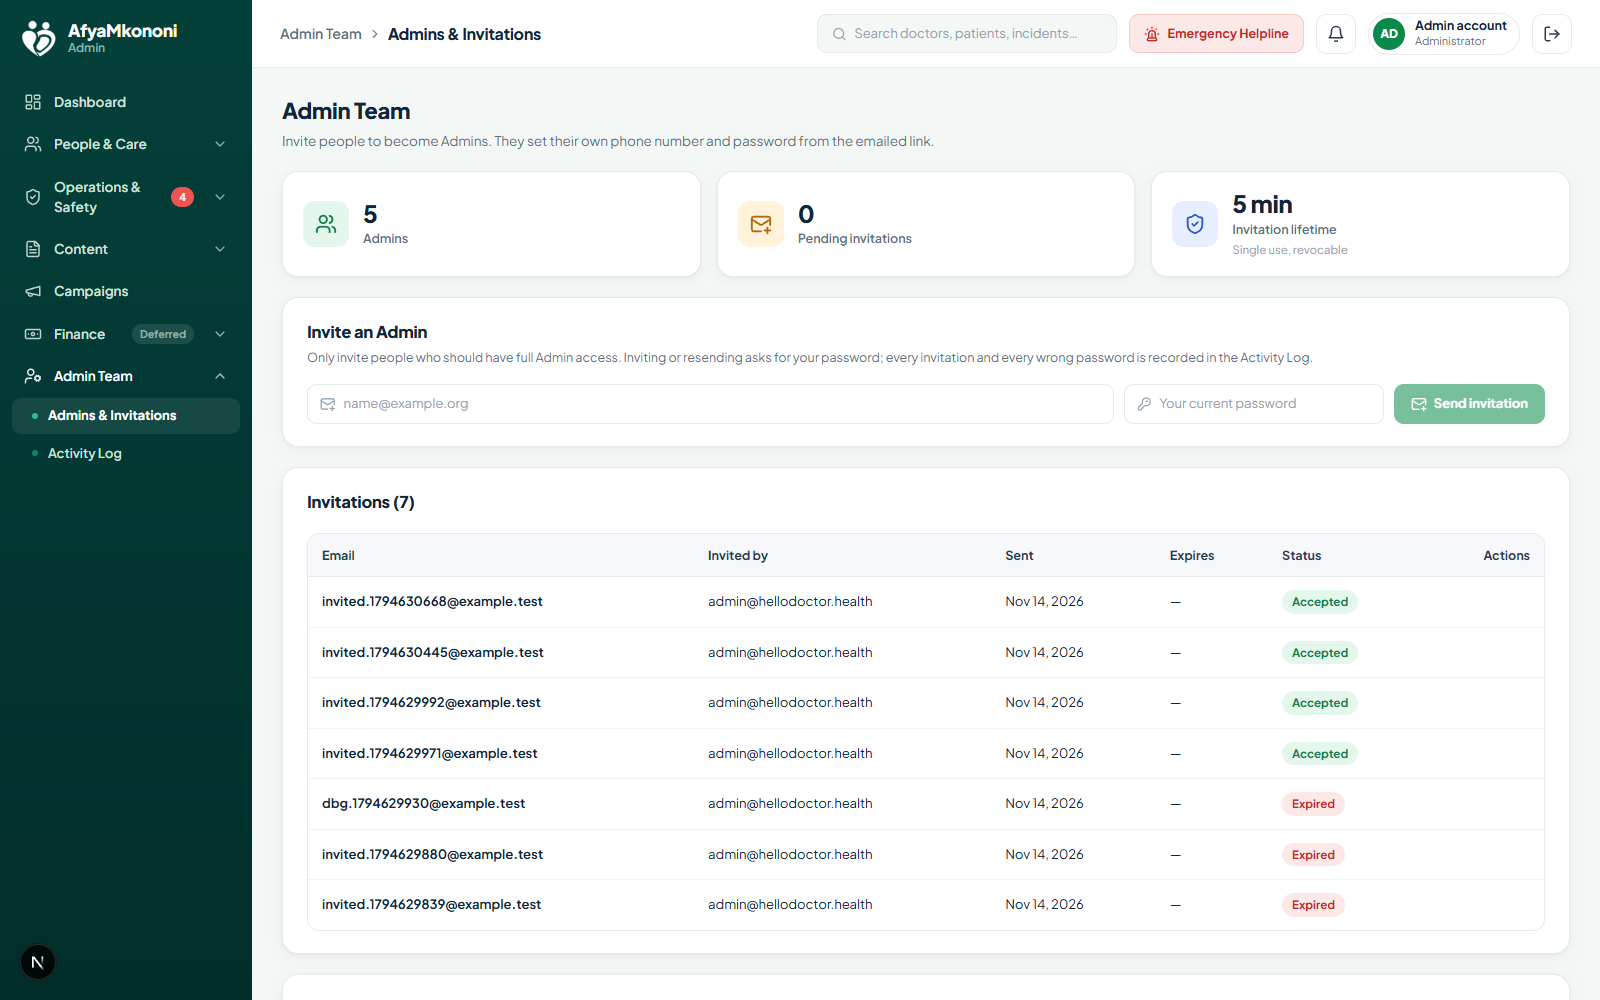 AfyaMkononi
Admin
Dashboard
People & Care
Operations &
Safety
4
Content
Campaigns
Finance
Deferred
Admin Team
Admins & Invitations
Activity Log
N
Admin Team > Admins & Invitations
Search doctors, patients, incidents...
Emergency Helpline
AD
Admin account
Administrator
Admin Team
Invite people to become Admins. They set their own phone number and password from the emailed link.
5
Admins
0
Pending invitations
5 min
Invitation lifetime
Single use, revocable
Invite an Admin
Only invite people who should have full Admin access. Inviting or resending asks for your password; every invitation and every wrong password is recorded in the Activity Log.
name@example.org
Your current password
Send invitation
Invitations (7)
Email Invited by Sent Expires Status Actions
invited.1794630668@example.test admin@hellodoctor.health Nov 14, 2026 — Accepted
invited.1794630445@example.test admin@hellodoctor.health Nov 14, 2026 — Accepted
invited.1794629992@example.test admin@hellodoctor.health Nov 14, 2026 — Accepted
invited.1794629971@example.test admin@hellodoctor.health Nov 14, 2026 — Accepted
dbg.1794629930@example.test admin@hellodoctor.health Nov 14, 2026 — Expired
invited.1794629880@example.test admin@hellodoctor.health Nov 14, 2026 — Expired
invited.1794629839@example.test admin@hellodoctor.health Nov 14, 2026 — Expired